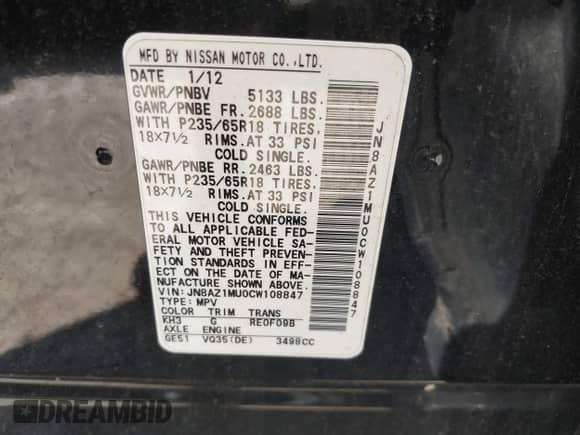 MFD BY NISSAN MOTOR CO.,LTD.
DATE 1/12
GVWR/PNBV 5133 LBS.
GAWR/PNBE FR. 2688 LBS.
WITH P235/65R18 TIRES.
18X7½ RIMS.AT 33 PSI
COLD SINGLE.
GAWR/PNBE RR. 2463 LBS.
WITH P235/65R18 TIRES.
18X7½ RIMS.AT 33 PSI
COLD SINGLE.
THIS VEHICLE CONFORMS
TO ALL APPLICABLE FED-
ERAL MOTOR VEHICLE SA-
FETY AND THEFT PREVEN-
TION STANDARDS IN EFF-
ECT ON THE DATE OF MA-
NUFACTURE SHOWN ABOVE.
VIN: JN8AZ1MU0CW108847
TYPE: MPV
COLOR TRIM TRANS
KH3 G RE0F09B
AXLE ENGINE
GE51 VQ35(DE) 3498CC
JN8AZ1MU0CW108847
DREAMBID